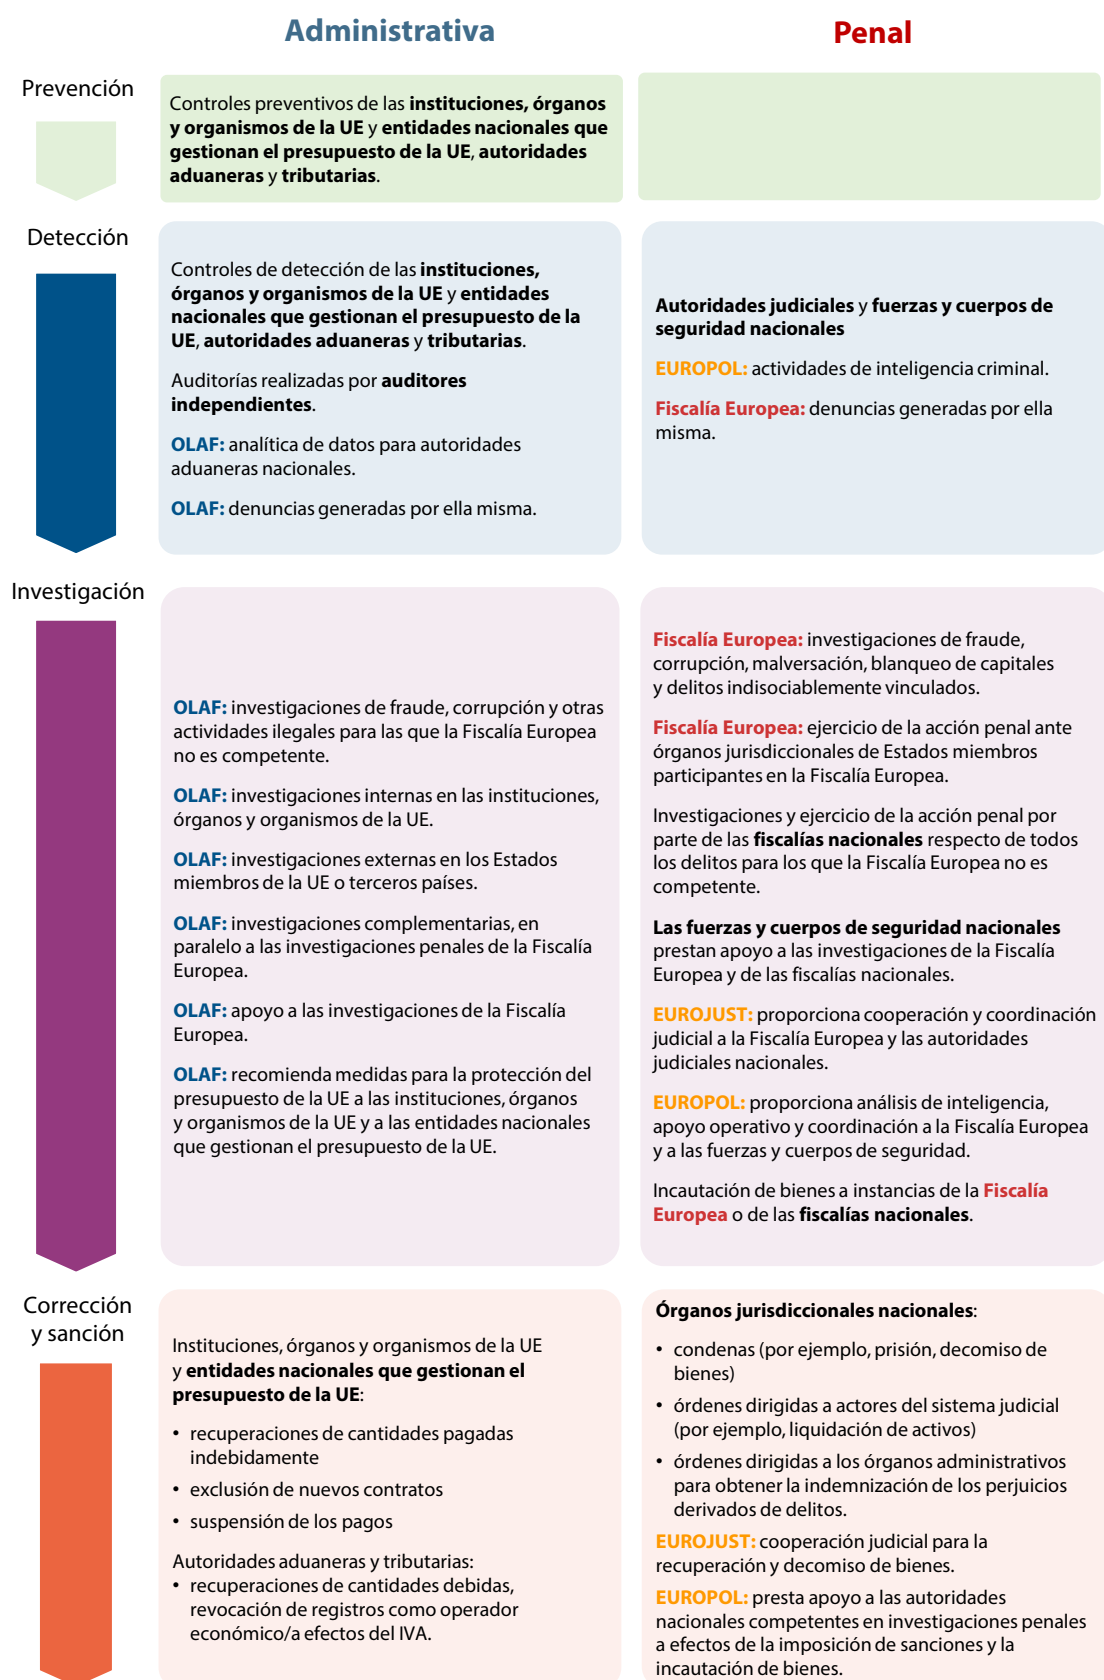 Administrativa
Penal
Prevención
Controles preventivos de las instituciones, órganos
y organismos de la UE y entidades nacionales que
gestionan el presupuesto de la UE, autoridades
aduaneras y tributarias.
Detección
Controles de detección de las instituciones,
órganos y organismos de la UE y entidades
nacionales que gestionan el presupuesto de la
UE, autoridades aduaneras y tributarias.
Auditorías realizadas por auditores
independientes.
OLAF: analítica de datos para autoridades
aduaneras nacionales.
OLAF: denuncias generadas por ella misma.
Autoridades judiciales y fuerzas y cuerpos de
seguridad nacionales
EUROPOL: actividades de inteligencia criminal.
Fiscalía Europea: denuncias generadas por ella
misma.
Investigación
OLAF: investigaciones de fraude, corrupción y otras
actividades ilegales para las que la Fiscalía Europea
no es competente.
OLAF: investigaciones internas en las instituciones,
órganos y organismos de la UE.
OLAF: investigaciones externas en los Estados
miembros de la UE o terceros países.
OLAF: investigaciones complementarias, en
paralelo a las investigaciones penales de la Fiscalía
Europea.
OLAF: apoyo a las investigaciones de la Fiscalía
Europea.
OLAF: recomienda medidas para la protección del
presupuesto de la UE a las instituciones, órganos
y organismos de la UE y a las entidades nacionales
que gestionan el presupuesto de la UE.
Fiscalía Europea: investigaciones de fraude,
corrupción, malversación, blanqueo de capitales
y delitos indisociablemente vinculados.
Fiscalía Europea: ejercicio de la acción penal ante
órganos jurisdiccionales de Estados miembros
participantes en la Fiscalía Europea.
Investigaciones y ejercicio de la acción penal por
parte de las fiscalías nacionales respecto de todos
los delitos para los que la Fiscalía Europea no es
competente.
Las fuerzas y cuerpos de seguridad nacionales
prestan apoyo a las investigaciones de la Fiscalía
Europea y de las fiscalías nacionales.
EUROJUST: proporciona cooperación y coordinación
judicial a la Fiscalía Europea y las autoridades
judiciales nacionales.
EUROPOL: proporciona análisis de inteligencia,
apoyo operativo y coordinación a la Fiscalía Europea
y a las fuerzas y cuerpos de seguridad.
Incautación de bienes a instancias de la Fiscalía
Europea o de las fiscalías nacionales.
Corrección
y sanción
Instituciones, órganos y organismos de la UE
y entidades nacionales que gestionan el
presupuesto de la UE:
• recuperaciones de cantidades pagadas
indebidamente
• exclusión de nuevos contratos
• suspensión de los pagos
Autoridades aduaneras y tributarias:
• recuperaciones de cantidades debidas,
revocación de registros como operador
económico/a efectos del IVA.
Órganos jurisdiccionales nacionales:
• condenas (por ejemplo, prisión, decomiso de
bienes)
• órdenes dirigidas a actores del sistema judicial
(por ejemplo, liquidación de activos)
• órdenes dirigidas a los órganos administrativos
para obtener la indemnización de los perjuicios
derivados de delitos.
EUROJUST: cooperación judicial para la
recuperación y decomiso de bienes.
EUROPOL: presta apoyo a las autoridades
nacionales competentes en investigaciones penales
a efectos de la imposición de sanciones y la
incautación de bienes.